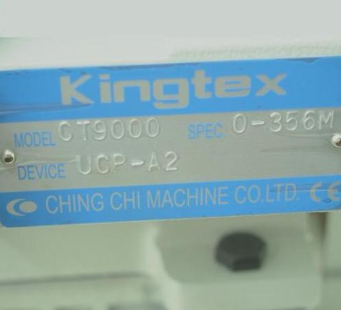 Kingtex
MODEL CT9000 SPEC. 0-356M
DEVICE UCP-A2
CHING CHI MACHINE CO.LTD. CE